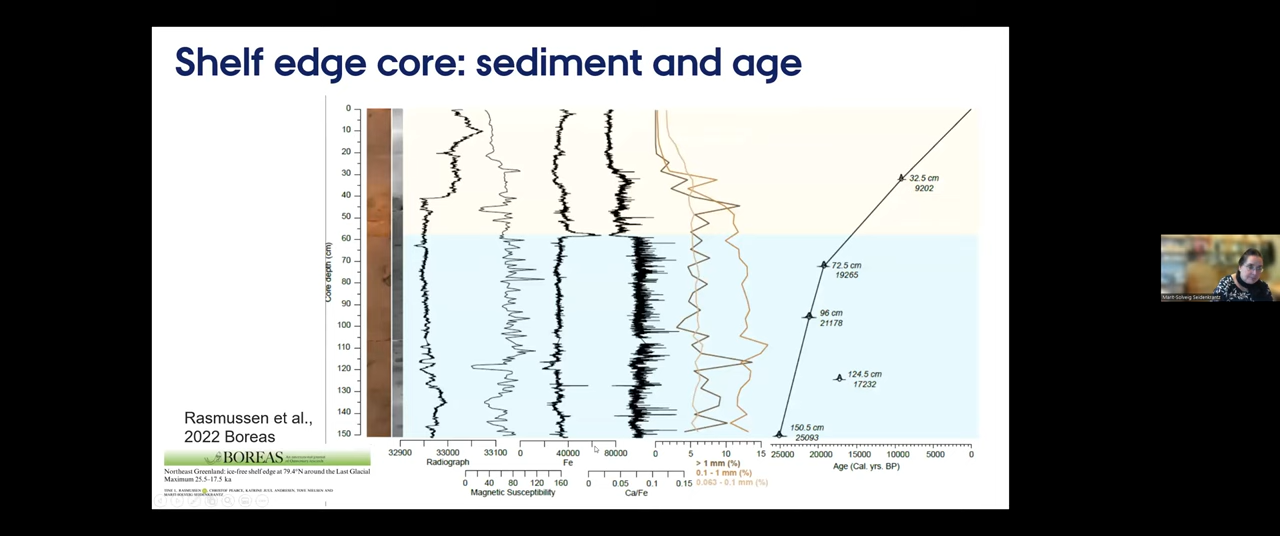 Shelf edge core: sediment and age
0
10
20
30
40
50
60
70
80
90
100
110
120
130
140
150
Core depth (cm)
32.5 cm
9202
72.5 cm
19265
96 cm
21178
124.5 cm
17232
150.5 cm
25093
32900 33000 33100
Radiograph
0 40000 80000
Fe
0 5 10 15
25000 20000 15000 10000 5000 0
Age (Cal. yrs. BP)
0 40 80 120 160
Magnetic Susceptibility
0 0.05 0.1 0.15
Ca/Fe
> 1 mm (%)
0.1 - 1 mm (%)
0.063 - 0.1 mm (%)
Rasmussen et al.,
2022 Boreas
BOREAS
Northeast Greenland: ice-free shelf edge at 79.4°N around the Last Glacial
Maximum 25.5–17.5 ka
Marit-Solveig Seidenkrantz